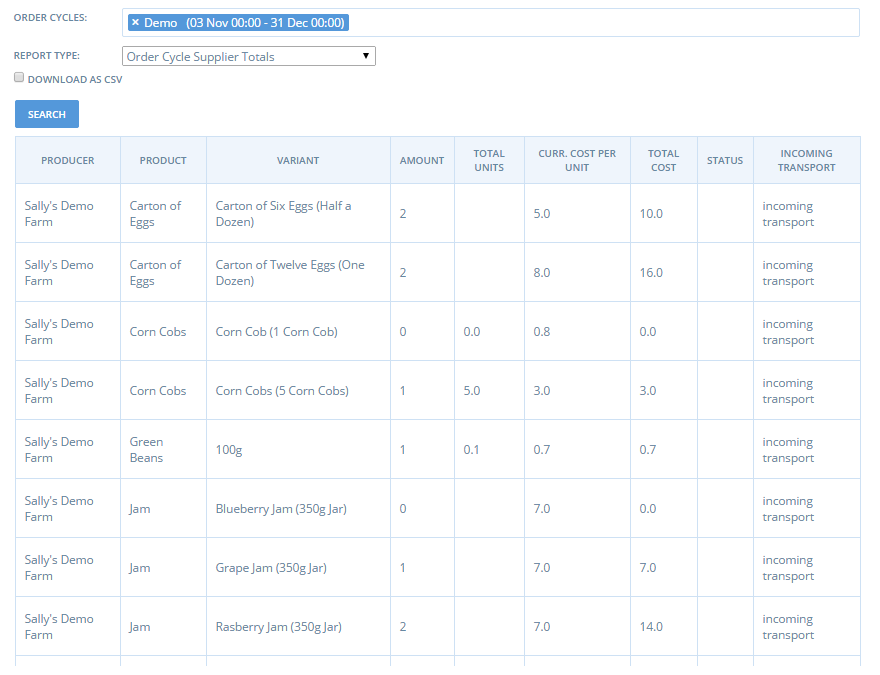 ORDER CYCLES:
× Demo (03 Nov 00:00 - 31 Dec 00:00)
REPORT TYPE:
Order Cycle Supplier Totals
DOWNLOAD AS CSV
SEARCH
PRODUCER PRODUCT VARIANT AMOUNT TOTAL UNITS CURR. COST PER UNIT TOTAL COST STATUS INCOMING TRANSPORT
Sally's Demo Farm Carton of Eggs Carton of Six Eggs (Half a Dozen) 2 5.0 10.0 incoming transport
Sally's Demo Farm Carton of Eggs Carton of Twelve Eggs (One Dozen) 2 8.0 16.0 incoming transport
Sally's Demo Farm Corn Cobs Corn Cob (1 Corn Cob) 0 0.0 0.8 0.0 incoming transport
Sally's Demo Farm Corn Cobs Corn Cobs (5 Corn Cobs) 1 5.0 3.0 3.0 incoming transport
Sally's Demo Farm Green Beans 100g 1 0.1 0.7 0.7 incoming transport
Sally's Demo Farm Jam Blueberry Jam (350g Jar) 0 7.0 0.0 incoming transport
Sally's Demo Farm Jam Grape Jam (350g Jar) 1 7.0 7.0 incoming transport
Sally's Demo Farm Jam Rasberry Jam (350g Jar) 2 7.0 14.0 incoming transport